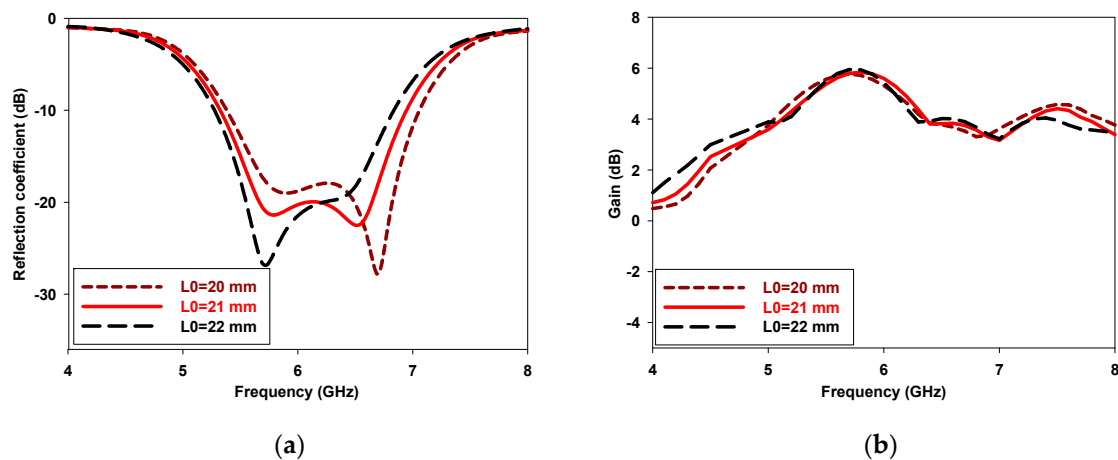 0
-10
-20
-30
Reflection coefficient (dB)
L0=20 mm
L0=21 mm
L0=22 mm
4 5 6 7 8
Frequency (GHz)
(a)
8
6
4
2
0
-2
-4
Gain (dB)
L0=20 mm
L0=21 mm
L0=22 mm
4 5 6 7 8
Frequency (GHz)
(b)